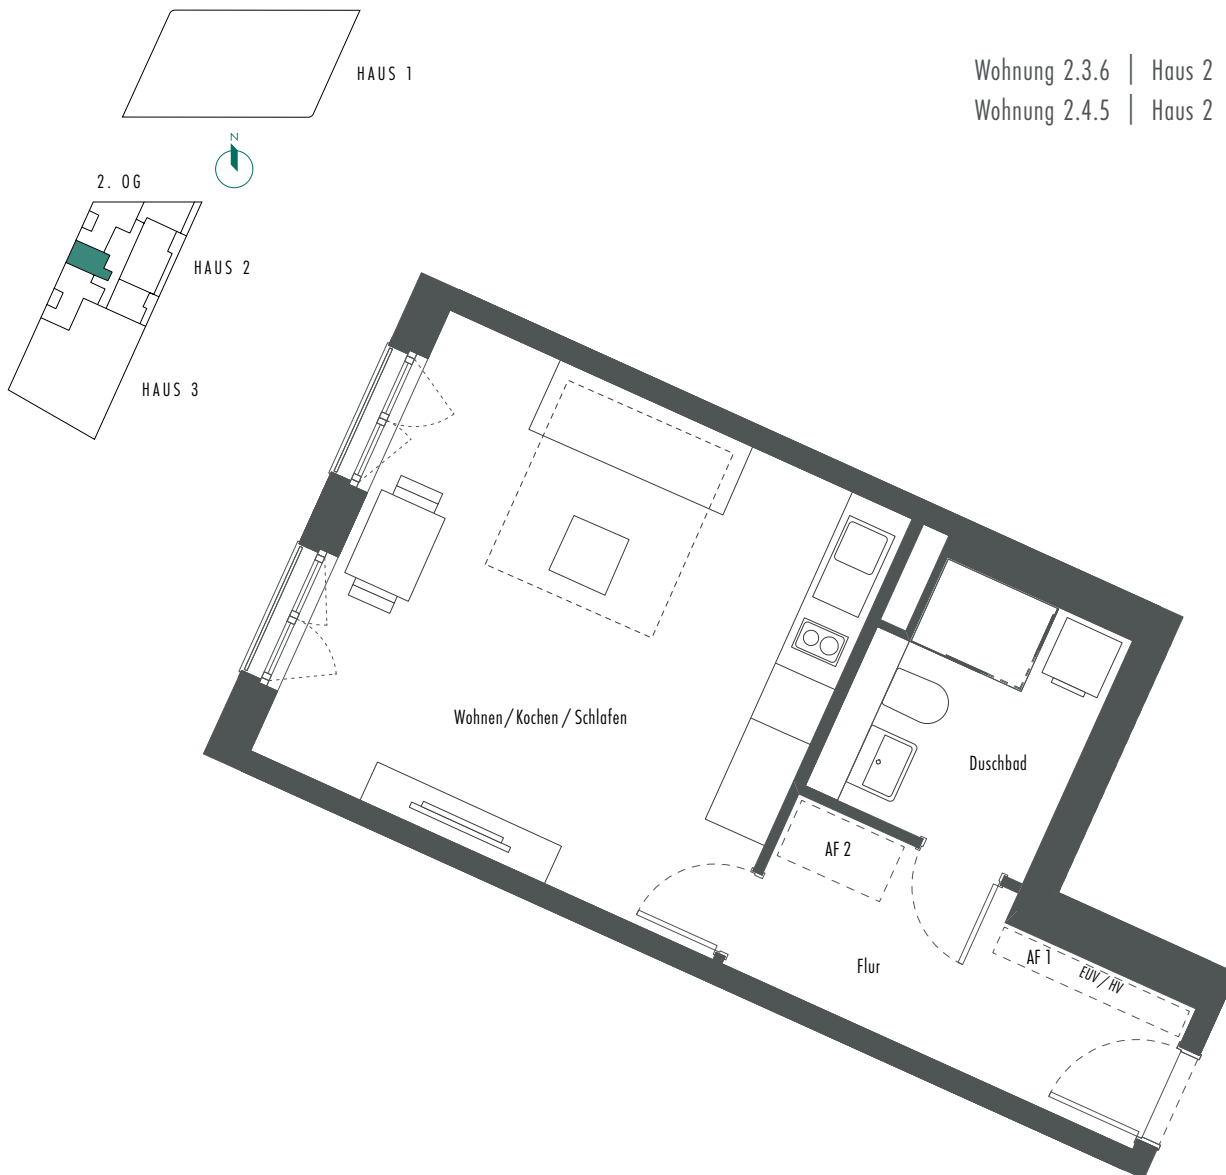 HAUS 1
Wohnung 2.3.6 | Haus 2
Wohnung 2.4.5 | Haus 2
N
2. OG
HAUS 2
HAUS 3
Wohnen/Kochen / Schlafen
Duschbad
AF 2
Flur
AF 1
EUV / HV